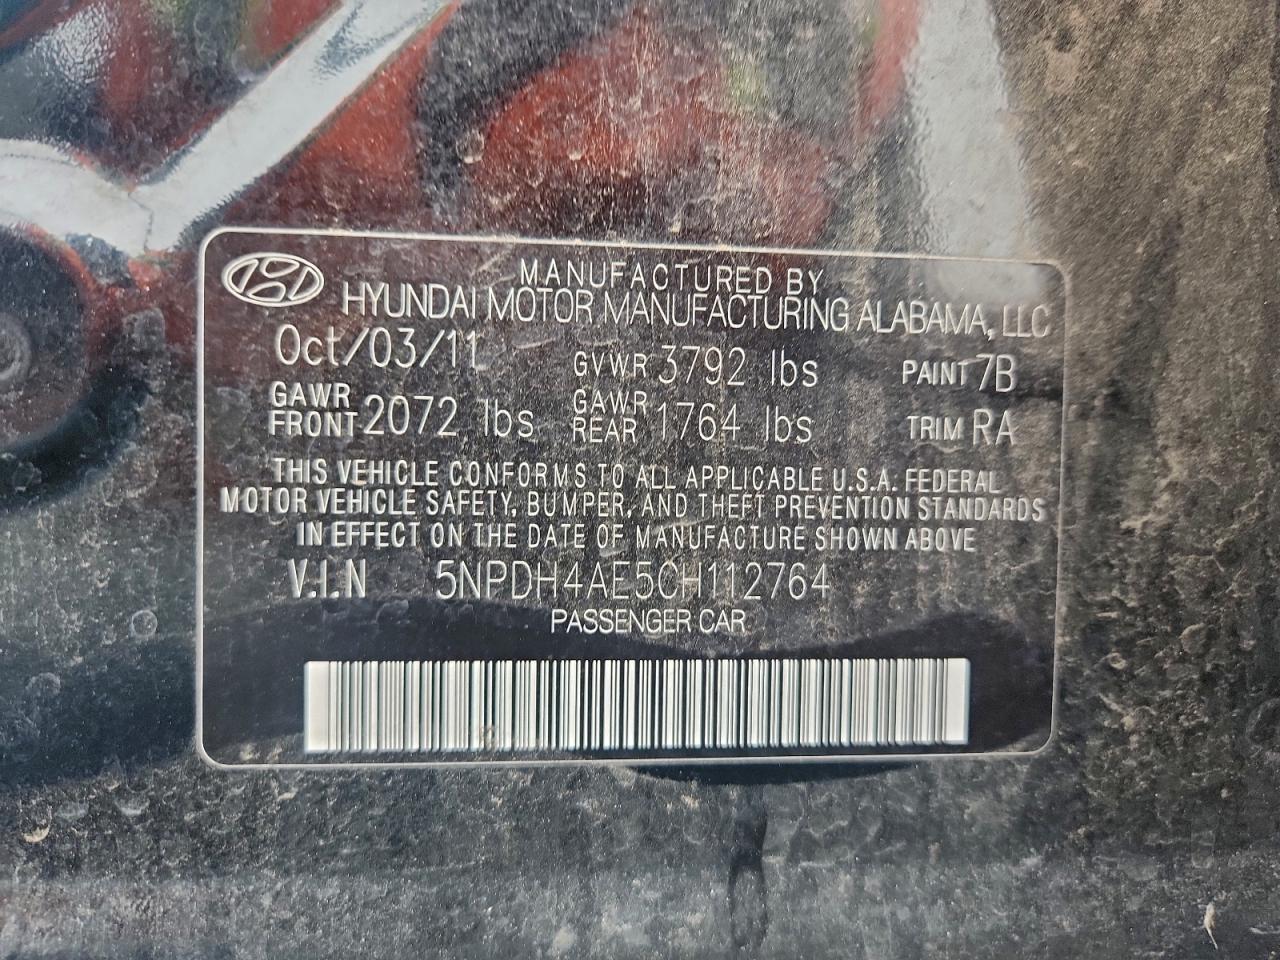 MANUFACTURED BY
HYUNDAI MOTOR MANUFACTURING ALABAMA, LLC
Oct/03/11 GVWR 3792 lbs PAINT 7B
GAWR FRONT 2072 lbs GAWR REAR 1764 lbs TRIM RA
THIS VEHICLE CONFORMS TO ALL APPLICABLE U.S.A. FEDERAL
MOTOR VEHICLE SAFETY, BUMPER, AND THEFT PREVENTION STANDARDS
IN EFFECT ON THE DATE OF MANUFACTURE SHOWN ABOVE
V.I.N 5NPDH4AE5CH112764
PASSENGER CAR